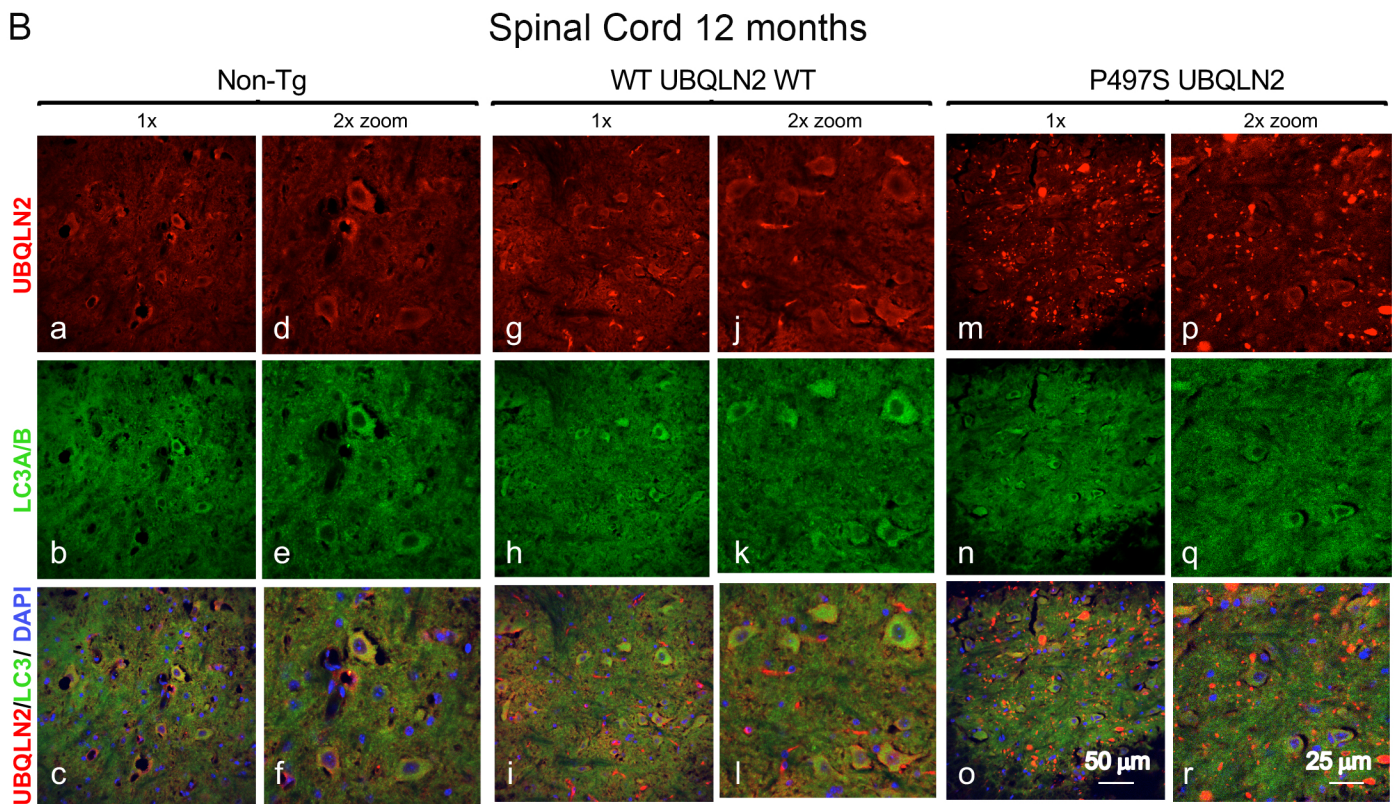 B
Spinal Cord 12 months
Non-Tg
WT UBQLN2 WT
P497S UBQLN2
1x
2x zoom
1x
2x zoom
1x
2x zoom
UBQLN2
a
d
g
j
m
p
LC3A/B
b
e
h
k
n
q
UBQLN2/LC3/ DAPI
c
f
i
l
o
50 μm
r
25 μm